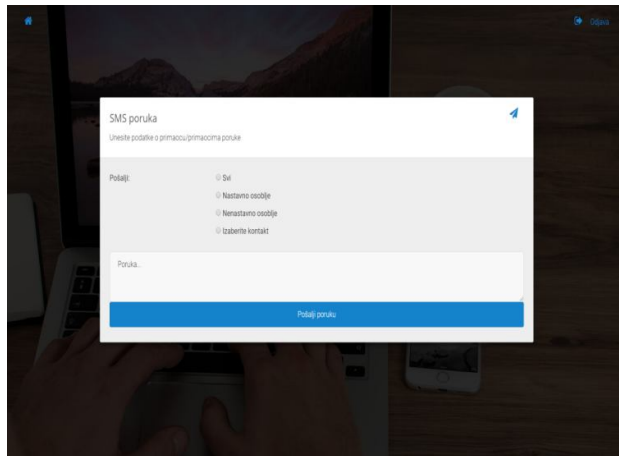 Odjava
SMS poruka
Unesite podatke o primaocu/primaocima poruke
Pošalji:
Svi
Nastavno osoblje
Nenastavno osoblje
Izaberite kontakt
Poruka...
Pošalji poruku